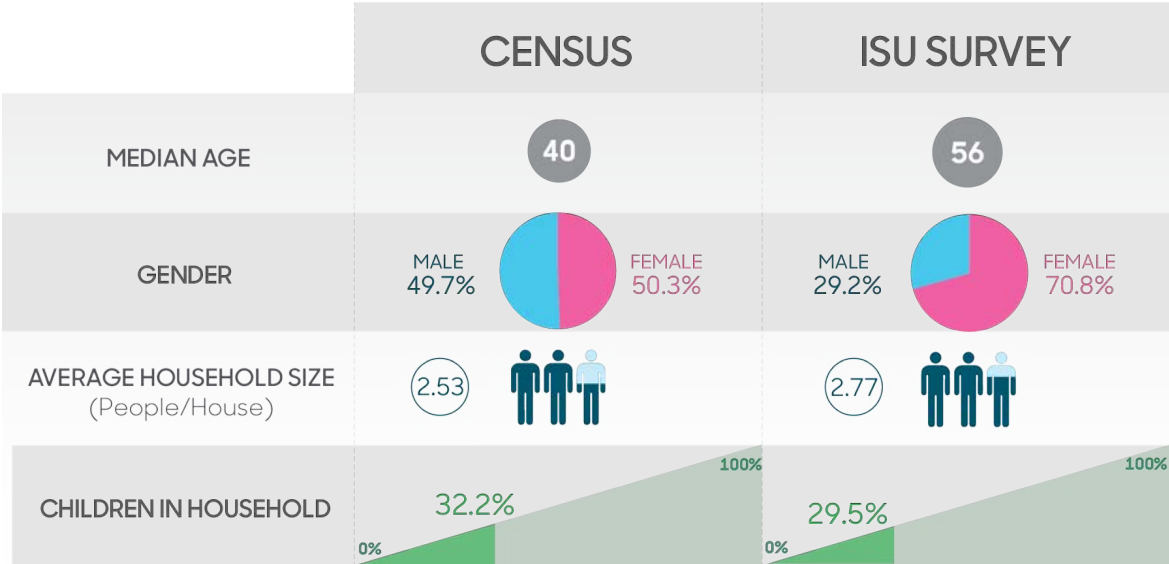 CENSUS
ISU SURVEY
MEDIAN AGE
40
56
GENDER
MALE
49.7%
FEMALE
50.3%
MALE
29.2%
FEMALE
70.8%
AVERAGE HOUSEHOLD SIZE
(People/House)
2.53
2.77
CHILDREN IN HOUSEHOLD
0%
32.2%
100%
0%
29.5%
100%